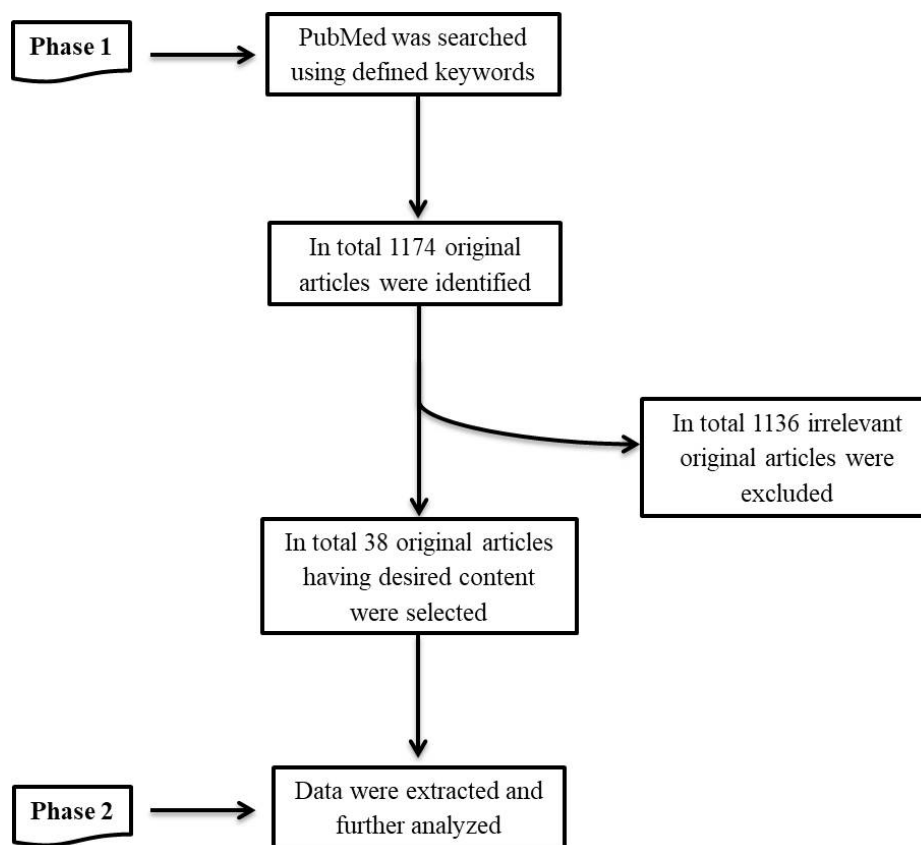 Phase 1
PubMed was searched
using defined keywords
In total 1174 original
articles were identified
In total 1136 irrelevant
original articles were
excluded
In total 38 original articles
having desired content
were selected
Phase 2
Data were extracted and
further analyzed